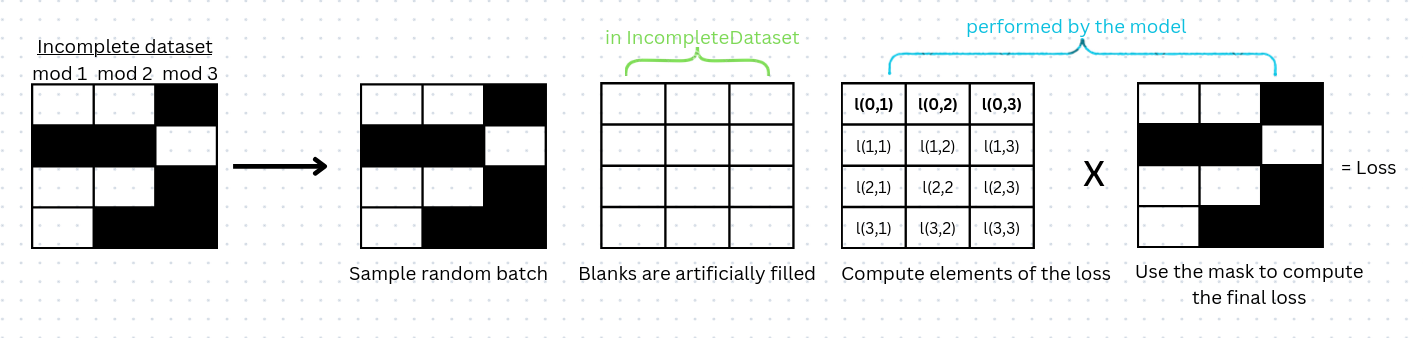 Incomplete dataset
mod 1 mod 2 mod 3
Sample random batch
in IncompleteDataset
Blanks are artificially filled
performed by the model
l(0,1) l(0,2) l(0,3)
l(1,1) l(1,2) l(1,3)
l(2,1) l(2,2 l(2,3)
l(3,1) l(3,2) l(3,3)
Compute elements of the loss
X
= Loss
Use the mask to compute
the final loss